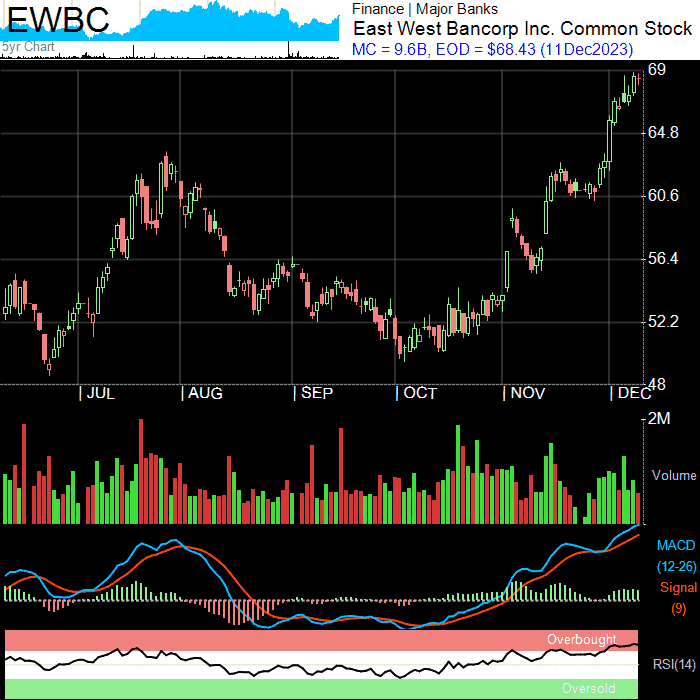 EWBC
5yr Chart
Finance | Major Banks
East West Bancorp Inc. Common Stock
MC = 9.6B, EOD = $68.43 (11Dec2023)
69
64.8
60.6
56.4
52.2
48
| JUL | AUG | SEP | OCT | NOV | DEC
2M
Volume
MACD
(12-26)
Signal
(9)
Overbought
RSI(14)
Oversold